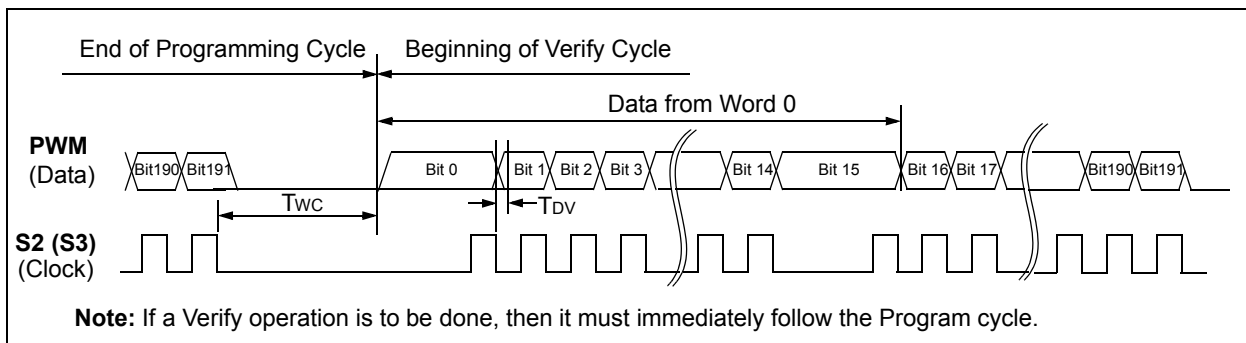 End of Programming Cycle Beginning of Verify Cycle
Data from Word 0
PWM
(Data)
Bit190 Bit191 Bit 0 Bit 1 Bit 2 Bit 3 Bit 14 Bit 15 Bit 16 Bit 17 Bit190 Bit191
TWC TDV
S2 (S3)
(Clock)
Note: If a Verify operation is to be done, then it must immediately follow the Program cycle.